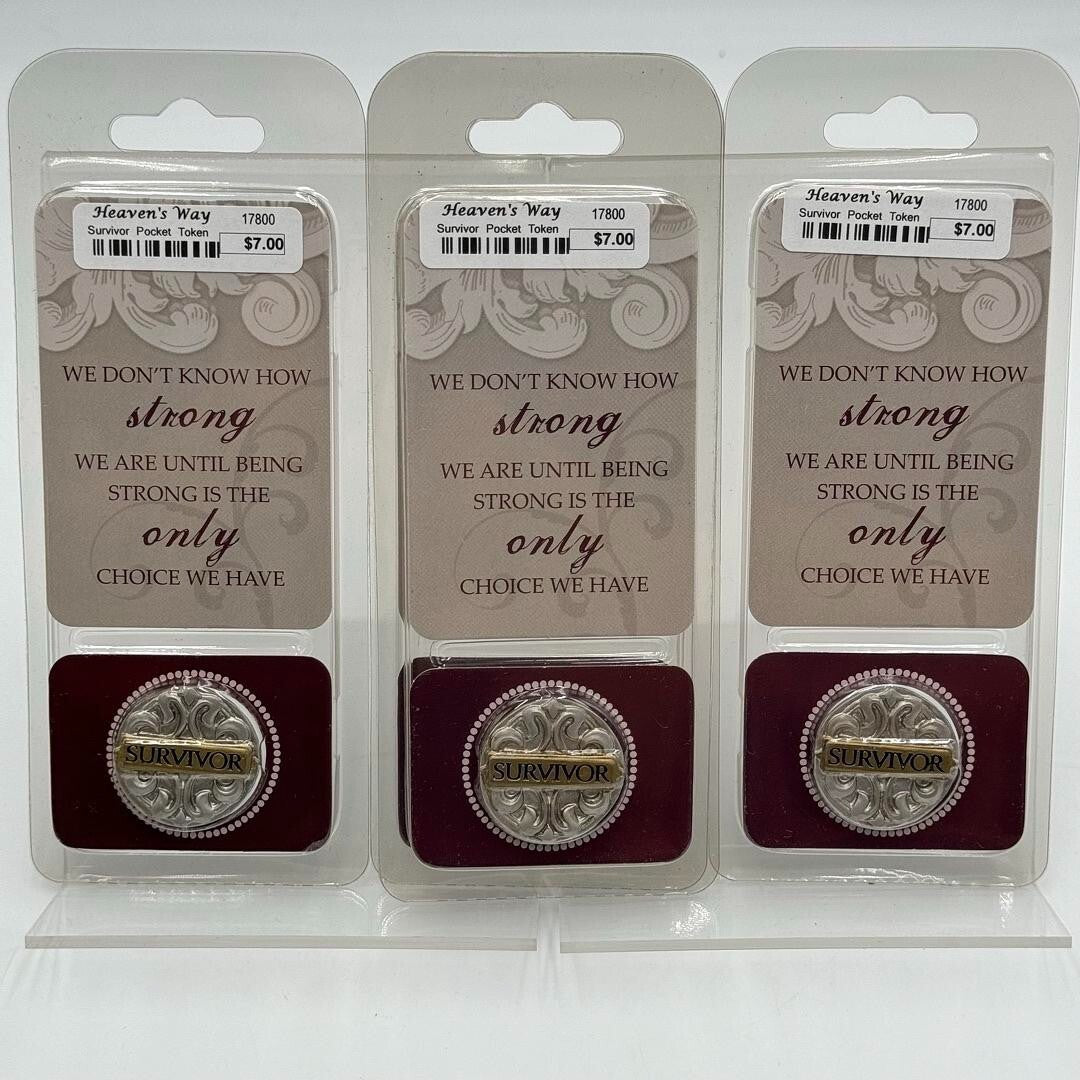 Heaven's Way 17800
Survivor Pocket Token
$7.00
WE DON'T KNOW HOW
strong
WE ARE UNTIL BEING
STRONG IS THE
only
CHOICE WE HAVE
SURVIVOR
Heaven's Way 17800
Survivor Pocket Token
$7.00
WE DON'T KNOW HOW
strong
WE ARE UNTIL BEING
STRONG IS THE
only
CHOICE WE HAVE
SURVIVOR
Heaven's Way 17800
Survivor Pocket Token
$7.00
WE DON'T KNOW HOW
strong
WE ARE UNTIL BEING
STRONG IS THE
only
CHOICE WE HAVE
SURVIVOR